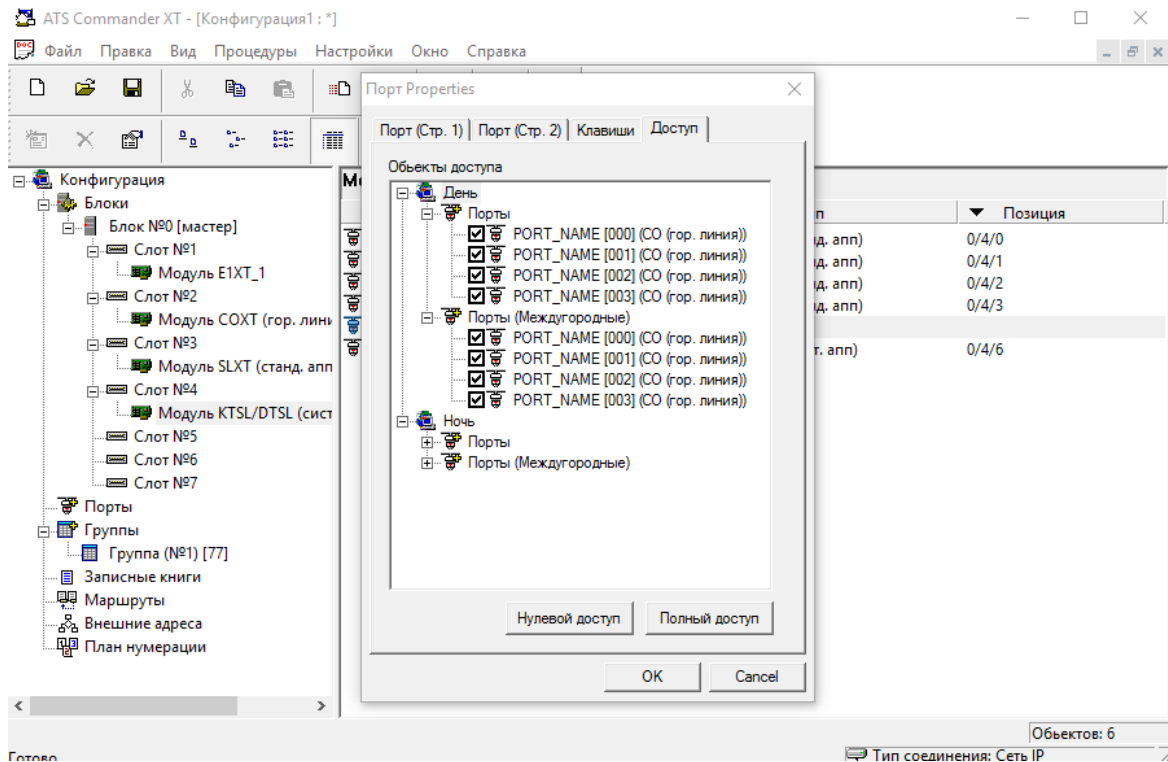 ATS Commander XT - [Конфигурация1 : *]
Файл Правка Вид Процедуры Настройки Окно Справка
Порт Properties
Порт (Стр. 1) Порт (Стр. 2) Клавиши Доступ
Объекты доступа
День
Порты
PORT_NAME [000] (CO (гор. линия))
PORT_NAME [001] (CO (гор. линия))
PORT_NAME [002] (CO (гор. линия))
PORT_NAME [003] (CO (гор. линия))
Порты (Междугородные)
PORT_NAME [000] (CO (гор. линия))
PORT_NAME [001] (CO (гор. линия))
PORT_NAME [002] (CO (гор. линия))
PORT_NAME [003] (CO (гор. линия))
Ночь
Порты
Порты (Междугородные)
Нулевой доступ Полный доступ
OK Cancel
Конфигурация
Блоки
Блок №0 [мастер]
Слот №1
Модуль E1XT_1
Слот №2
Модуль COXT (гор. лини
Слот №3
Модуль SLXT (станд. апп
Слот №4
Модуль KTSL/DTSL (сист
Слот №5
Слот №6
Слот №7
Порты
Группы
Группа (№1) [77]
Записные книги
Маршруты
Внешние адреса
План нумерации
п Позиция
д. апп) 0/4/0
д. апп) 0/4/1
д. апп) 0/4/2
д. апп) 0/4/3
т. апп) 0/4/6
Объектов: 6
Готово Тип соединения: Сеть IP